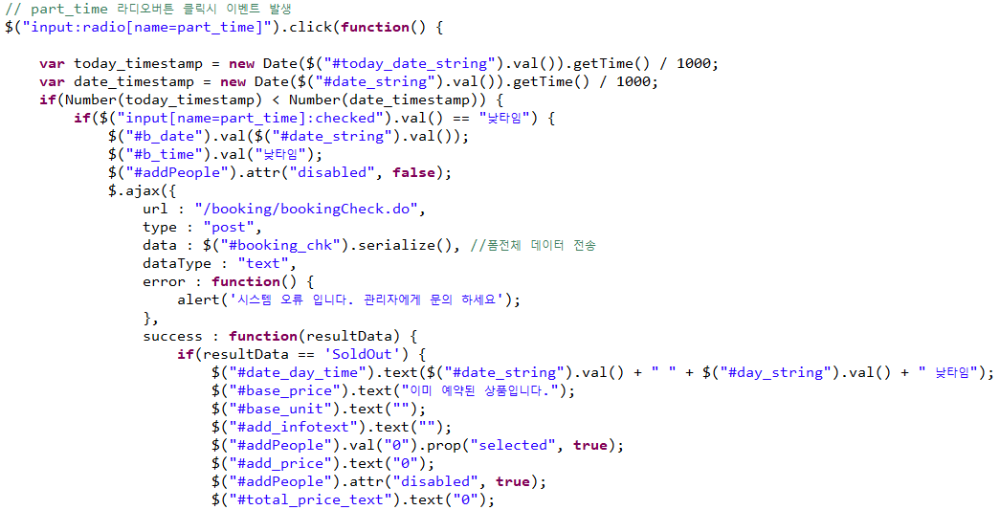 // part_time 라디오버튼 클릭시 이벤트 발생
$("input:radio[name=part_time]").click(function() {
var today_timestamp = new Date($("#today_date_string").val()).getTime() / 1000;
var date_timestamp = new Date($("#date_string").val()).getTime() / 1000;
if(Number(today_timestamp) < Number(date_timestamp)) {
if($("input[name=part_time]:checked").val() == "낮타임") {
$("#b_date").val($("#date_string").val());
$("#b_time").val("낮타임");
$("#addPeople").attr("disabled", false);
$.ajax({
url : "/booking/bookingCheck.do",
type : "post",
data : $("#booking_chk").serialize(), //폼전체 데이터 전송
dataType : "text",
error : function() {
alert('시스템 오류 입니다. 관리자에게 문의 하세요');
},
success : function(resultData) {
if(resultData == 'SoldOut') {
$("#date_day_time").text($("#date_string").val() + " " + $("#day_string").val() + " 낮타임");
$("#base_price").text("이미 예약된 상품입니다.");
$("#base_unit").text("");
$("#add_infotext").text("");
$("#addPeople").val("0").prop("selected", true);
$("#add_price").text("0");
$("#addPeople").attr("disabled", true);
$("#total_price_text").text("0");